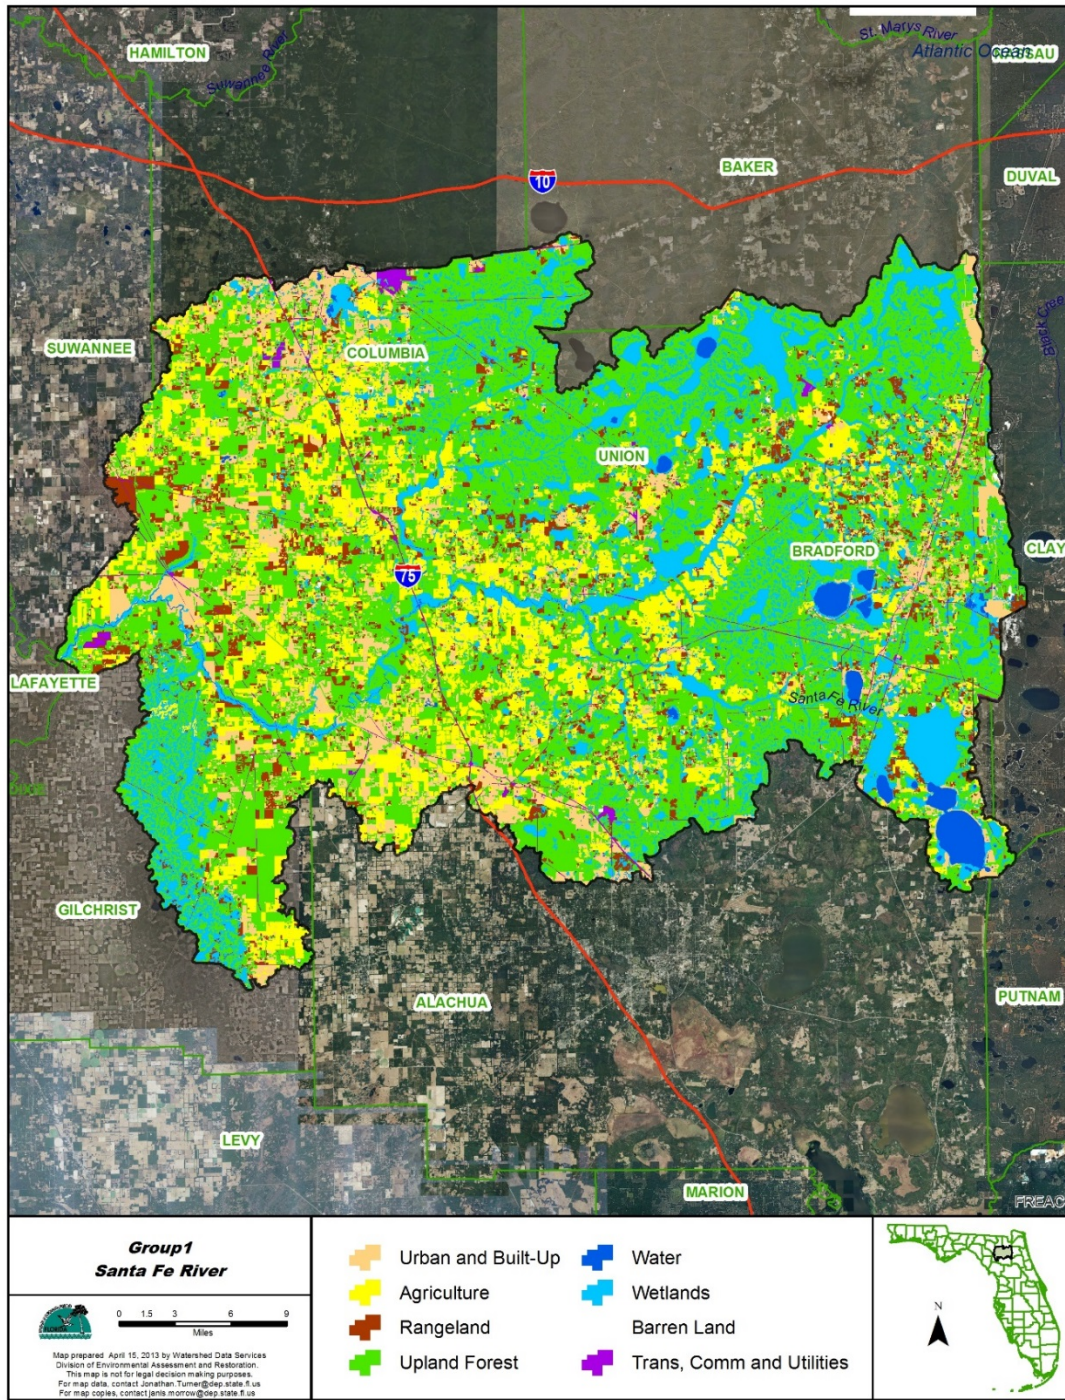 HAMILTON
Suwannee River
St. Marys River
Atlantic Ocean
NASSAU
BAKER
10
DUVAL
SUWANNEE
COLUMBIA
UNION
BRADFORD
75
CLAY
LAFAYETTE
Santa Fe River
GILCHRIST
ALACHUA
PUTNAM
LEVY
MARION
FREAC
Group1
Santa Fe River
0 1.5 3 6 9
Miles
Map prepared April 15, 2013 by Watershed Data Services
Division of Environmental Assessment and Restoration.
This map is not for legal decision making purposes.
For map data, contact Jonathan.Turner@dep.state.fl.us
For map copies, contact janis.morrow@dep.state.fl.us
Urban and Built-Up
Agriculture
Rangeland
Upland Forest
Water
Wetlands
Barren Land
Trans, Comm and Utilities
N